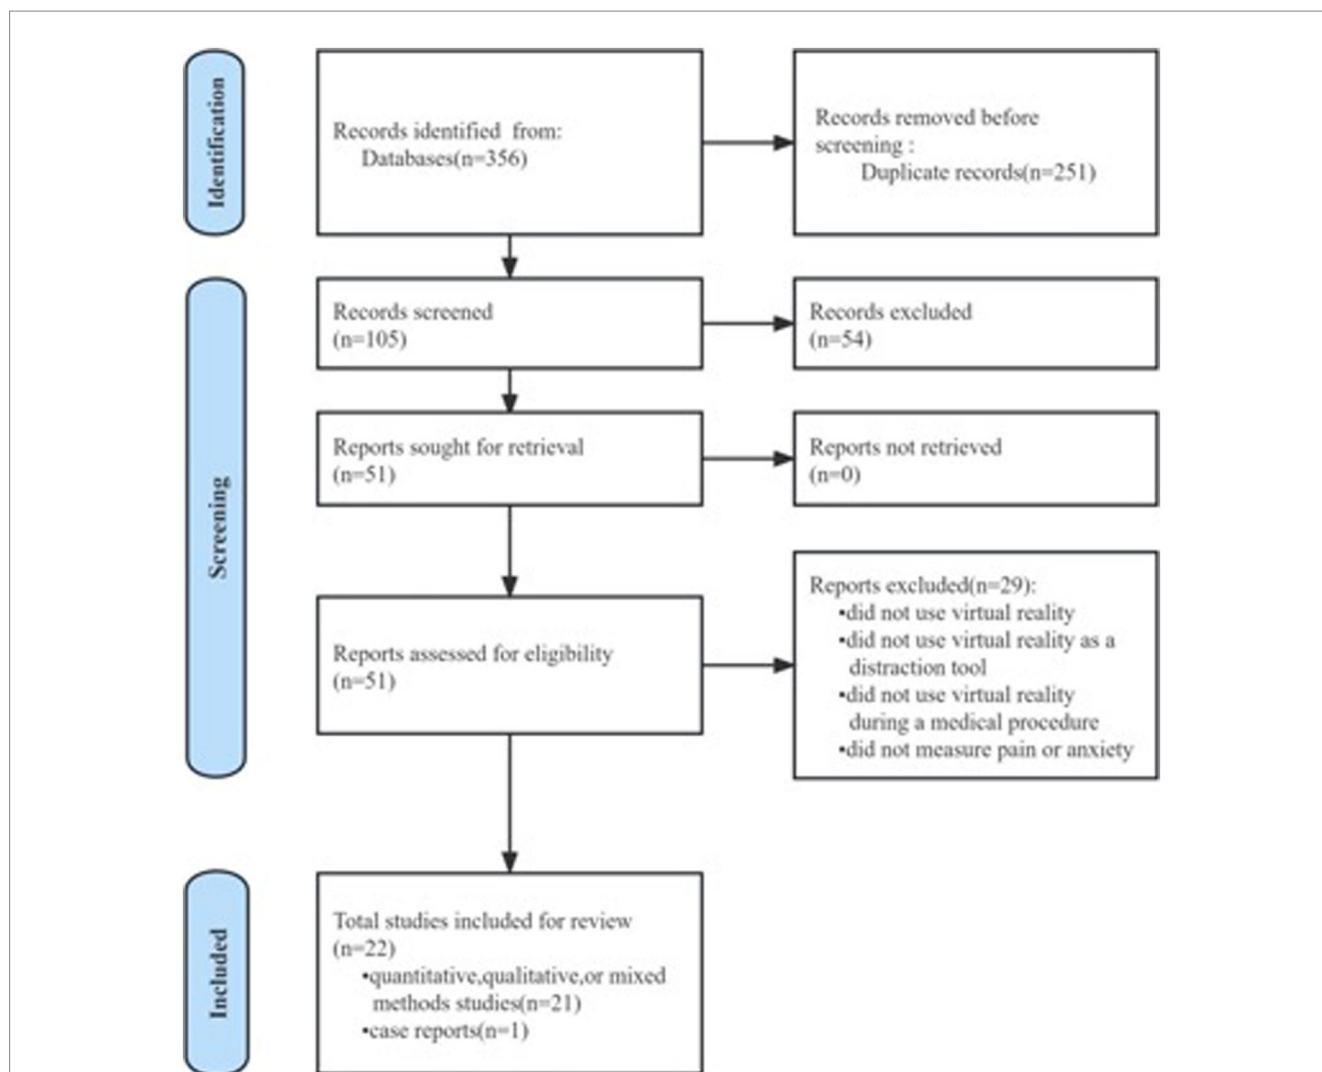 Identification
Records identified from:
Databases(n=356)
Records removed before
screening :
Duplicate records(n=251)
Screening
Records screened
(n=105)
Records excluded
(n=54)
Reports sought for retrieval
(n=51)
Reports not retrieved
(n=0)
Reports assessed for eligibility
(n=51)
Reports excluded(n=29):
•did not use virtual reality
•did not use virtual reality as a
distraction tool
•did not use virtual reality
during a medical procedure
•did not measure pain or anxiety
Included
Total studies included for review
(n=22)
•quantitative,qualitative,or mixed
methods studies(n=21)
•case reports(n=1)